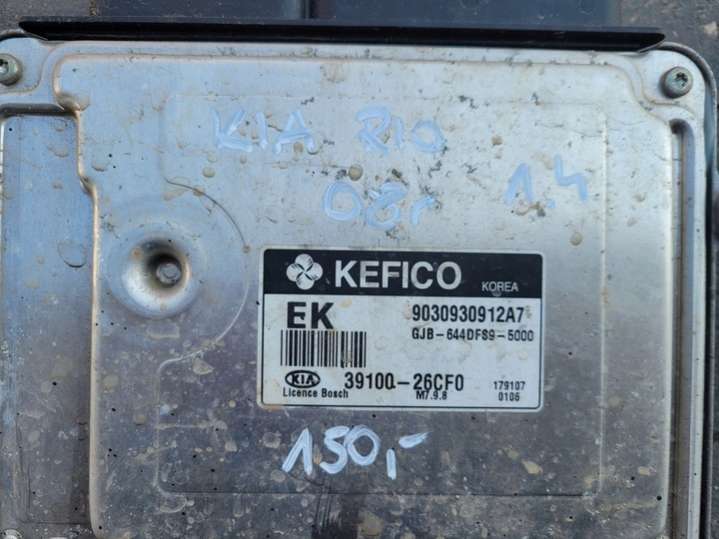 KIA RIO
08r 1.4
KEFICO KOREA
EK 9030930912A7
GJB-644DFS9-5000
KIA 39100-26CF0 179107
Licence Bosch M7.9.8 0106
150,-